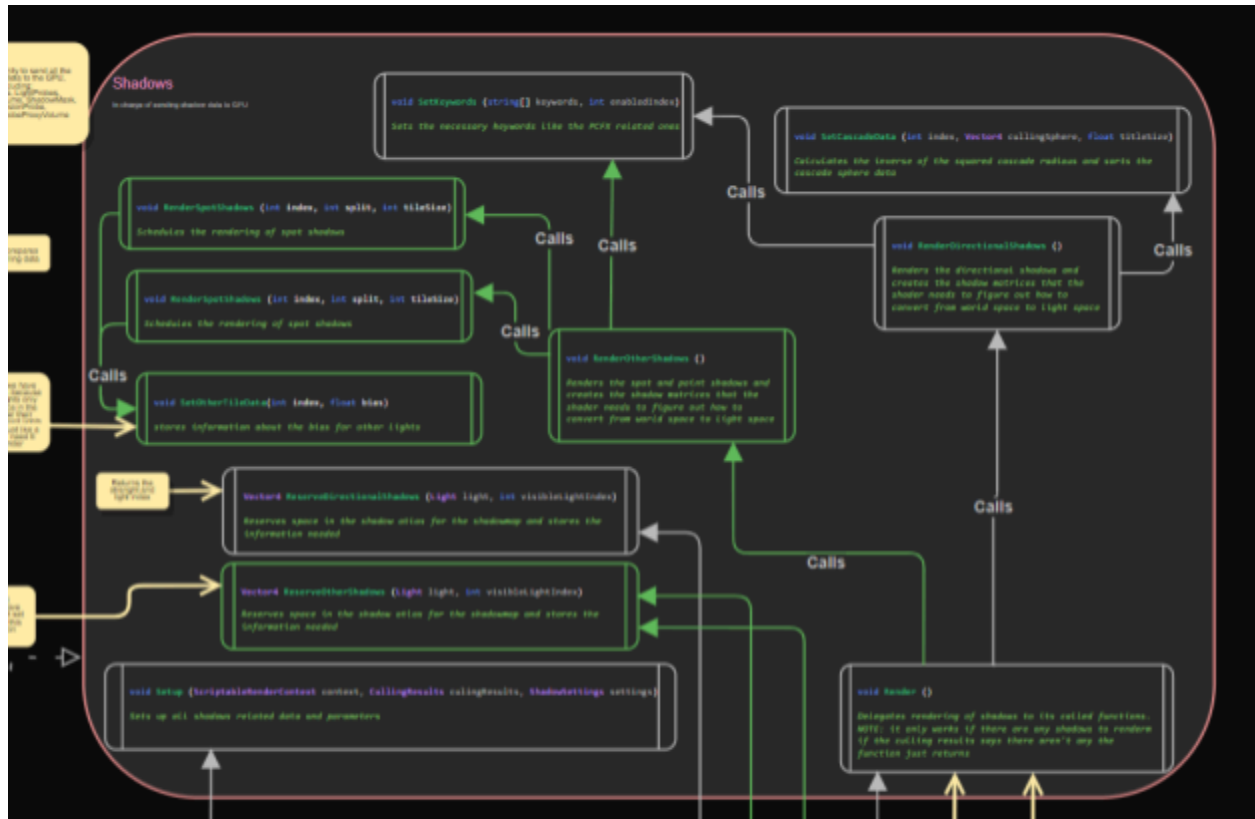 Shadows
In charge of sending shadow data to GPU
void SetKeywords (string[] keywords, int enabledIndex)
Sets the necessary keywords like the PCFX related ones
void SetCascadeData (int index, Vector4 cullingSphere, float titleSize)
Calculates the inverse of the squared cascade radious and sorts the
cascade sphere data
void RenderSpotShadows (int index, int split, int tileSize)
Schedules the rendering of spot shadows
Calls
Calls
Calls
void RenderDirectionalShadows ()
Renders the directional shadows and
creates the shadow matrices that the
shader needs to figure out how to
convert from world space to light space
Calls
void RenderSpotShadows (int index, int split, int tileSize)
Schedules the rendering of spot shadows
Calls
void RenderOtherShadows ()
Renders the spot and point shadows and
creates the shadow matrices that the
shader needs to figure out how to
convert from world space to light space
Calls
void SetOtherTileData(int index, float bias)
stores information about the bias for other lights
Returns the
strenght and
light index
Vector4 ReserveDirectionalShadows (Light light, int visibleLightIndex)
Reserves space in the shadow atlas for the shadowmap and stores the
information needed
Calls
Calls
Vector4 ReserveOtherShadows (Light light, int visibleLightIndex)
Reserves space in the shadow atlas for the shadowmap and stores the
information needed
void Setup (ScriptableRenderContext context, CullingResults culingResults, ShadowSettings settings)
Sets up all shadows related data and parameters
void Render ()
Delegates rendering of shadows to its called functions.
NOTE: it only works if there are any shadows to renderm
if the culling results says there aren't any the
function just returns